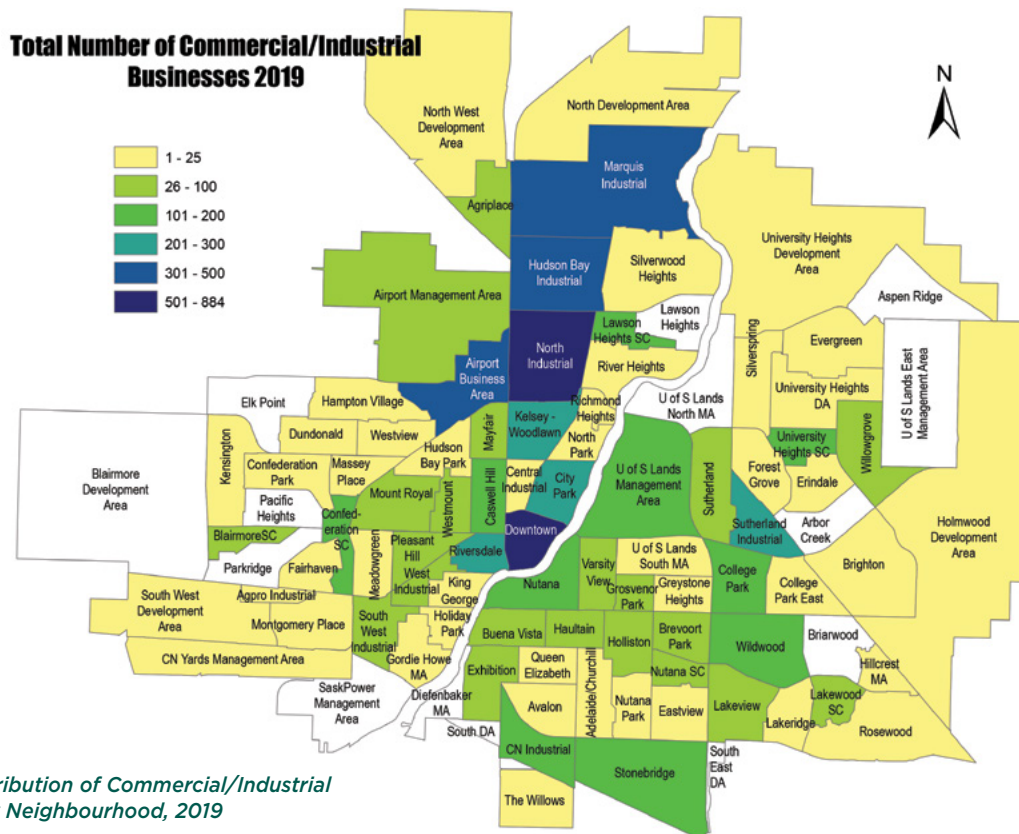 Total Number of Commercial/Industrial
Businesses 2019
N
1 - 25
26 - 100
101 - 200
201 - 300
301 - 500
501 - 884
North West
Development
Area
North Development Area
Marquis
Industrial
Agriplace
University Heights
Development
Area
Hudson Bay
Industrial
Silverwood
Heights
Airport Management Area
Aspen Ridge
Lawson
Heights
Lawson
Heights SC
North
Industrial
Airport
Business
Area
River Heights
Silverspring
Evergreen
U of S Lands East
Management Area
Elk Point
Hampton Village
Richmond
Heights
U of S Lands
North MA
University Heights
DA
Kelsey -
Woodlawn
Mayfair
Dundonald
Westview
Hudson
Bay Park
North
Park
University
Heights SC
Willowgrove
Blairmore
Development
Area
Kensington
Confederation
Park
Massey
Place
Central
Industrial
City
Park
U of S Lands
Management
Area
Sutherland
Forest
Grove
Erindale
Pacific
Heights
Mount Royal
Westmount
Caswell Hill
Confed-
eration
SC
Downtown
Sutherland
Industrial
Arbor
Creek
Holmwood
Development
Area
BlairmoreSC
Parkridge
Fairhaven
Meadowgreen
Pleasant
Hill
West
Industrial
Riversdale
Varsity
View
U of S Lands
South MA
College
Park
Brighton
King
George
Nutana
Grosvenor
Park
Greystone
Heights
College
Park East
South West
Development
Area
Agpro Industrial
Montgomery Place
South
West
Industrial
Holiday
Park
Buena Vista
Haultain
Holliston
Brevoort
Park
Wildwood
Briarwood
CN Yards Management Area
Gordie Howe
MA
Exhibition
Queen
Elizabeth
Nutana SC
Hillcrest
MA
SaskPower
Management
Area
Diefenbaker
MA
Avalon
Adelaide/Churchill
Nutana
Park
Eastview
Lakeview
Lakeridge
Lakewood
SC
Rosewood
South DA
CN Industrial
Stonebridge
South
East
DA
The Willows
ribution of Commercial/Industrial
Neighbourhood, 2019